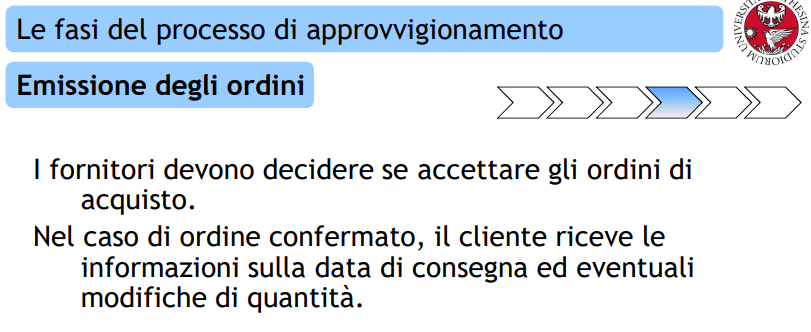 Le fasi del processo di approvvigionamento
Emissione degli ordini
I fornitori devono decidere se accettare gli ordini di
acquisto.
Nel caso di ordine confermato, il cliente riceve le
informazioni sulla data di consegna ed eventuali
modifiche di quantità.